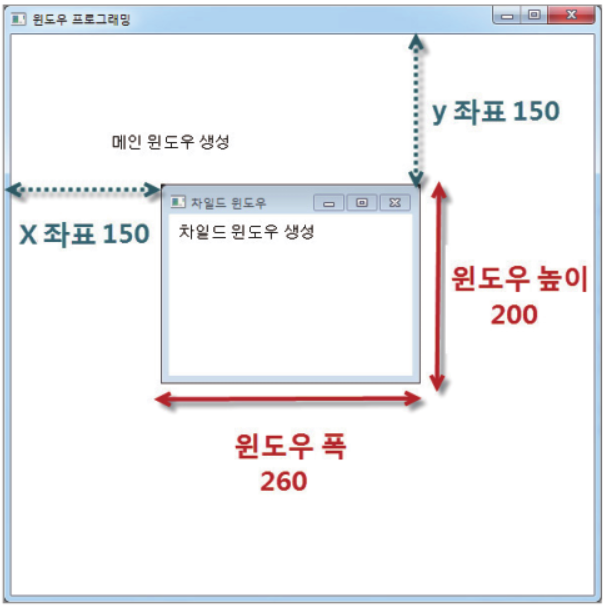 윈도우 프로그래밍
y 좌표 150
메인 윈도우 생성
차일드 윈도우
X 좌표 150
차일드 윈도우 생성
윈도우 높이
200
윈도우 폭
260